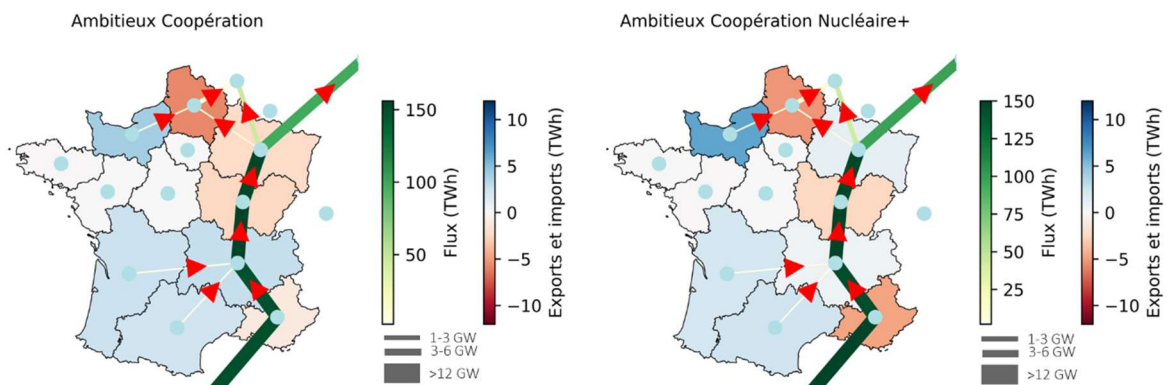 Ambitieux Coopération
Ambitieux Coopération Nucléaire+
150
100
50
Flux (TWh)
10
5
0
−5
−10
Exports et imports (TWh)
1-3 GW
3-6 GW
>12 GW
150
125
100
75
50
25
Flux (TWh)
10
5
0
−5
−10
Exports et imports (TWh)
1-3 GW
3-6 GW
>12 GW